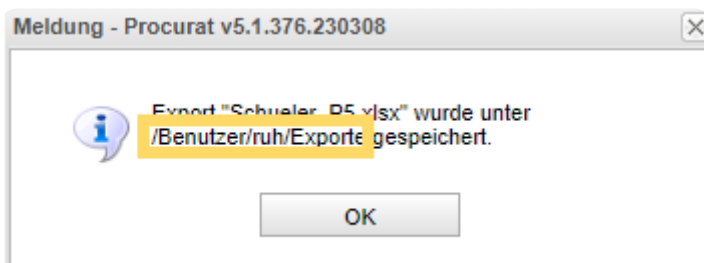 Meldung - Procurat v5.1.376.230308
Export "Schueler_P5.xlsx" wurde unter
/Benutzer/ruh/Exporte gespeichert.
OK